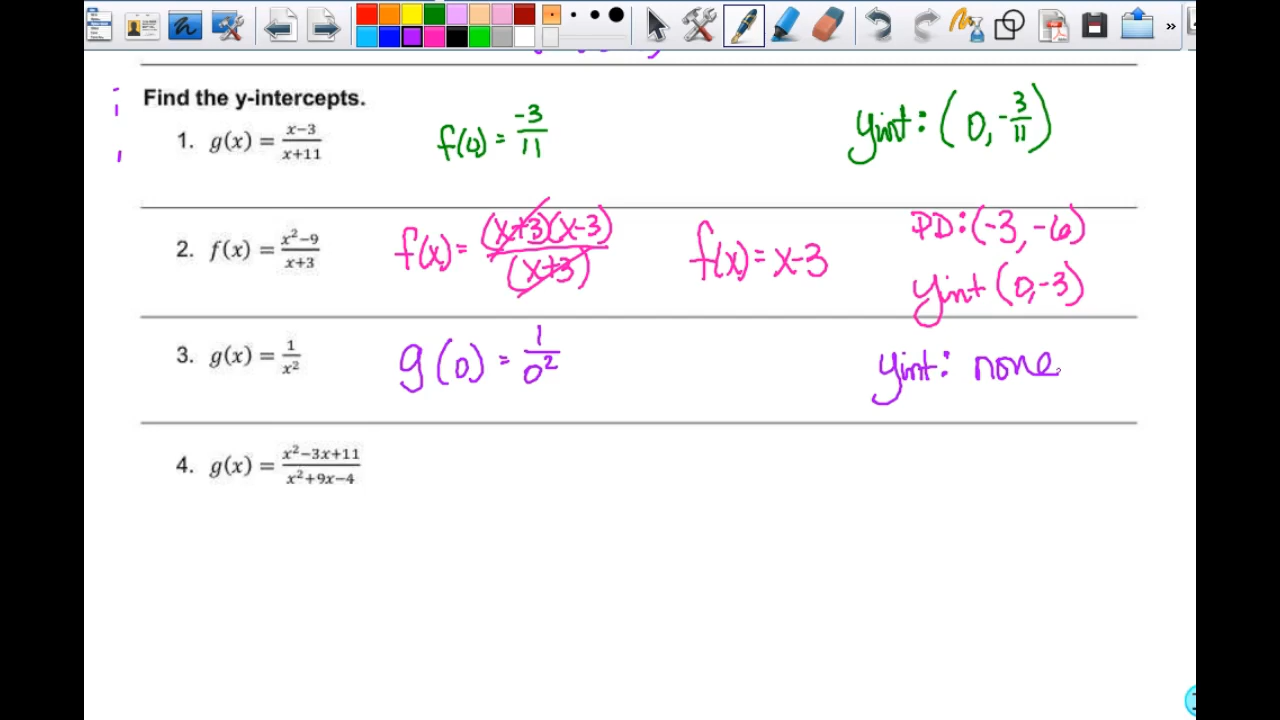 Find the y-intercepts.
1. g(x) = x−3/x+11 f(0) = -3/11 yint: (0, -3/11)
2. f(x) = x²−9/x+3 f(x) = (x+3)(x-3)/(x+3) f(x) = x-3 PD: (-3, -6)
yint (0, -3)
3. g(x) = 1/x² g(0) = 1/0² yint: none
4. g(x) = x²−3x+11/x²+9x−4